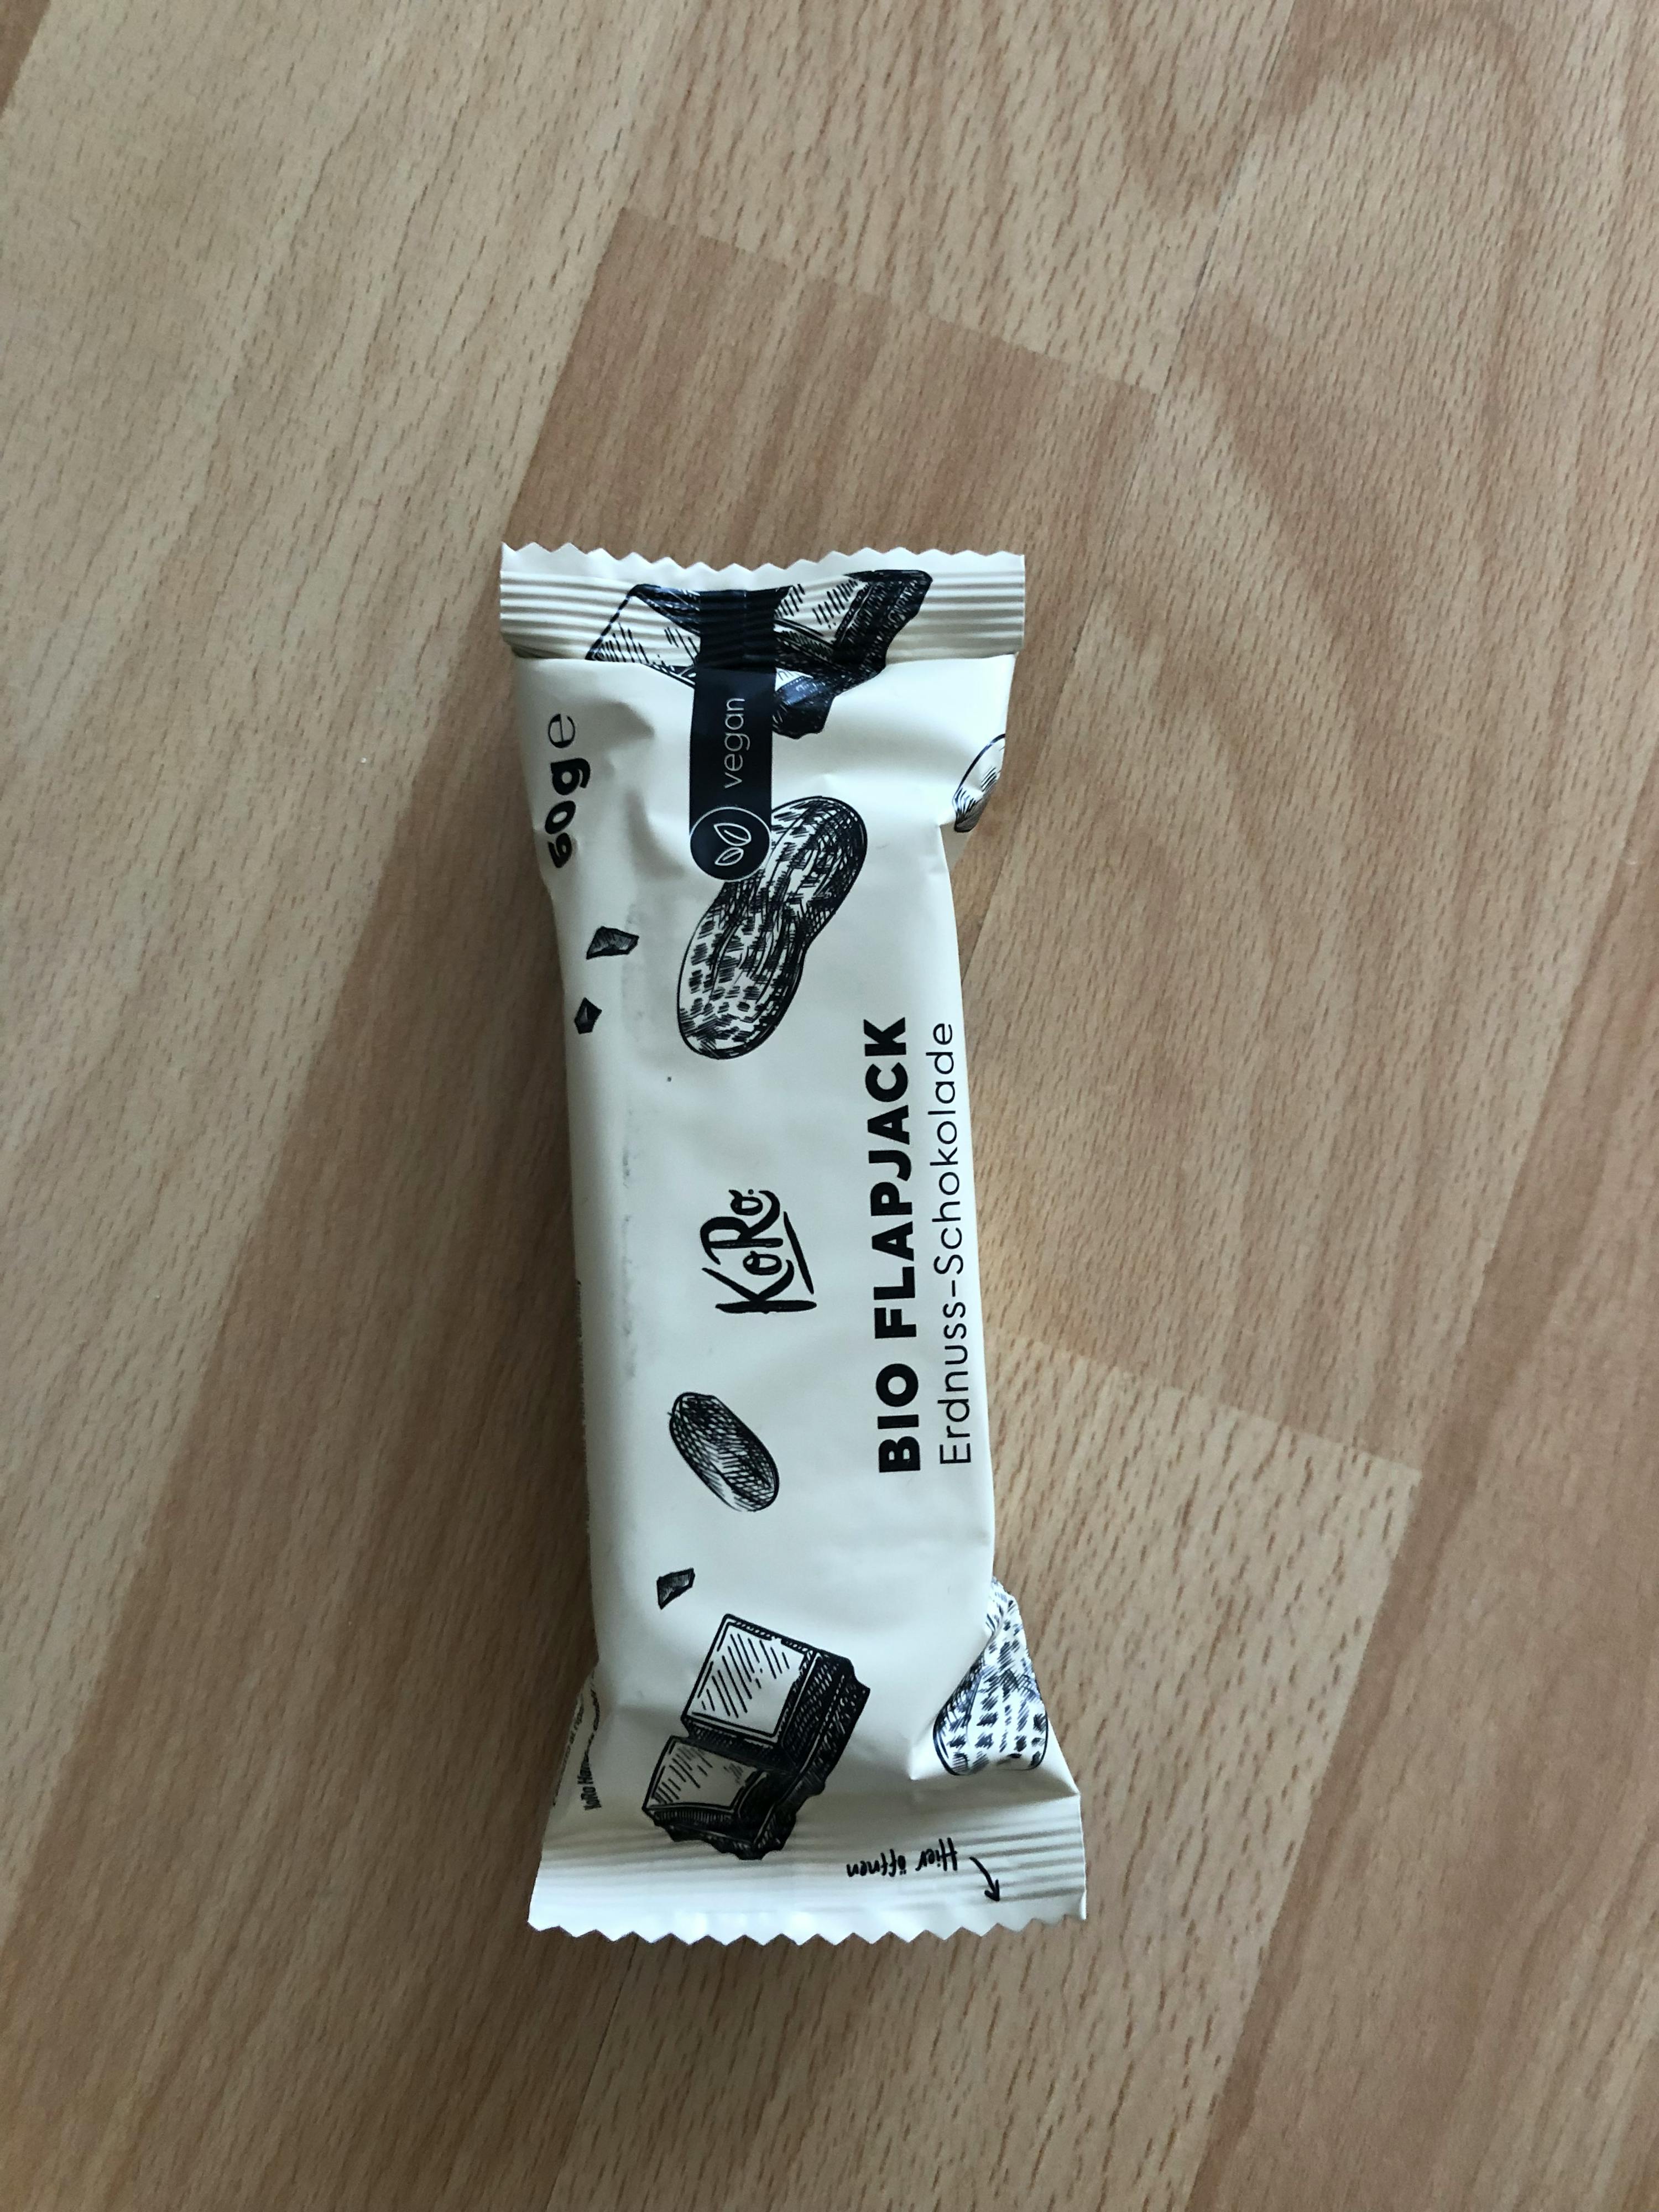 60g e
vegan
KoRo
BIO FLAPJACK
Erdnuss-Schokolade
Hier öffnen